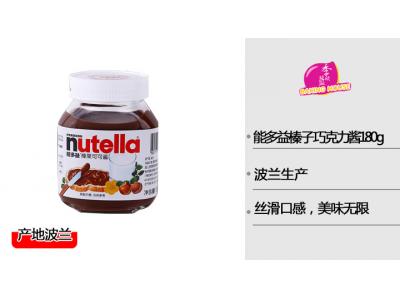 nutella
能多益®榛果可可酱
产地波兰
BAKING HOUSE
能多益榛子巧克力酱180g
波兰生产
丝滑口感，美味无限